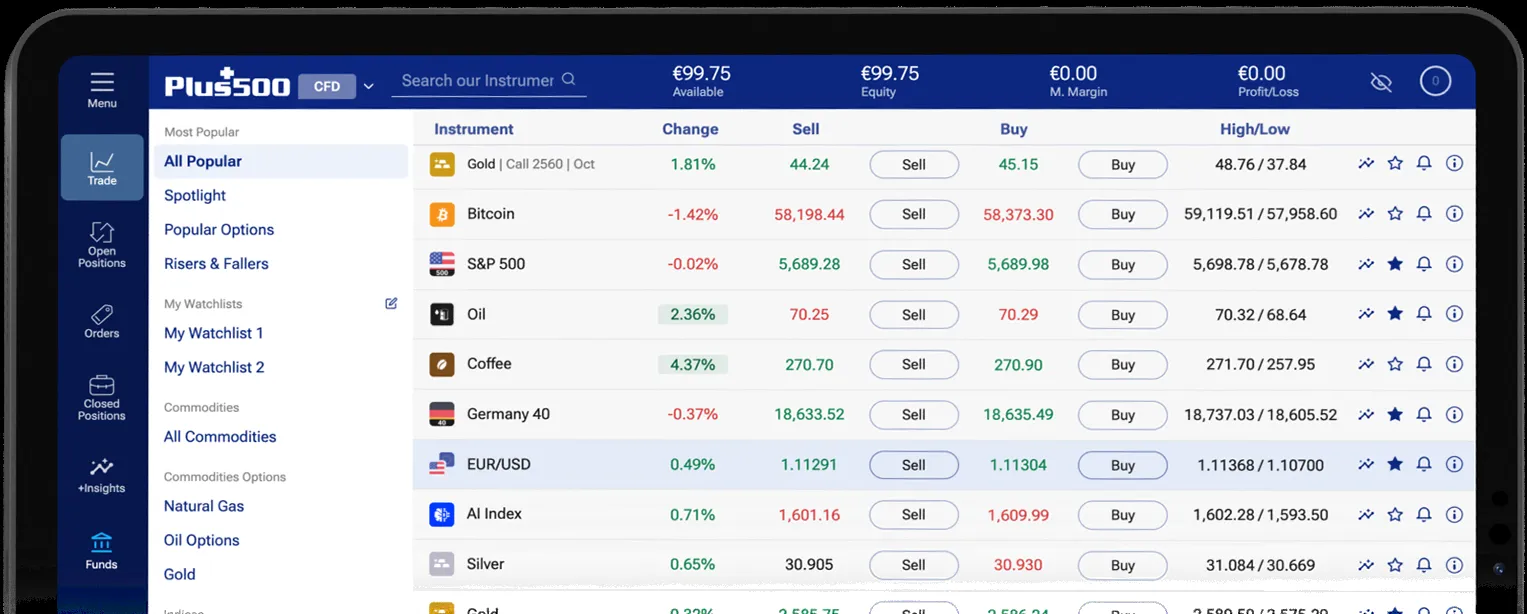 Menu
Plus500 CFD Search our Instrumer
€99.75 €99.75 €0.00 €0.00 0
Available Equity M. Margin Profit/Loss
Trade
Open
Positions
Orders
Closed
Positions
+Insights
Funds
Most Popular
All Popular
Spotlight
Popular Options
Risers & Fallers
My Watchlists
My Watchlist 1
My Watchlist 2
Commodities
All Commodities
Commodities Options
Natural Gas
Oil Options
Gold
Indices
Instrument Change Sell Buy High/Low
Gold | Call 2560 | Oct 1.81% 44.24 Sell 45.15 Buy 48.76 / 37.84
Bitcoin -1.42% 58,198.44 Sell 58,373.30 Buy 59,119.51 / 57,958.60
500 S&P 500 -0.02% 5,689.28 Sell 5,689.98 Buy 5,698.78 / 5,678.78
Oil 2.36% 70.25 Sell 70.29 Buy 70.32 / 68.64
Coffee 4.37% 270.70 Sell 270.90 Buy 271.70 / 257.95
40 Germany 40 -0.37% 18,633.52 Sell 18,635.49 Buy 18,737.03 / 18,605.52
EUR/USD 0.49% 1.11291 Sell 1.11304 Buy 1.11368 / 1.10700
AI Index 0.71% 1,601.16 Sell 1,609.99 Buy 1,602.28 / 1,593.50
Silver 0.65% 30.905 Sell 30.930 Buy 31.084 / 30.669
Gold 0.32% Sell Buy